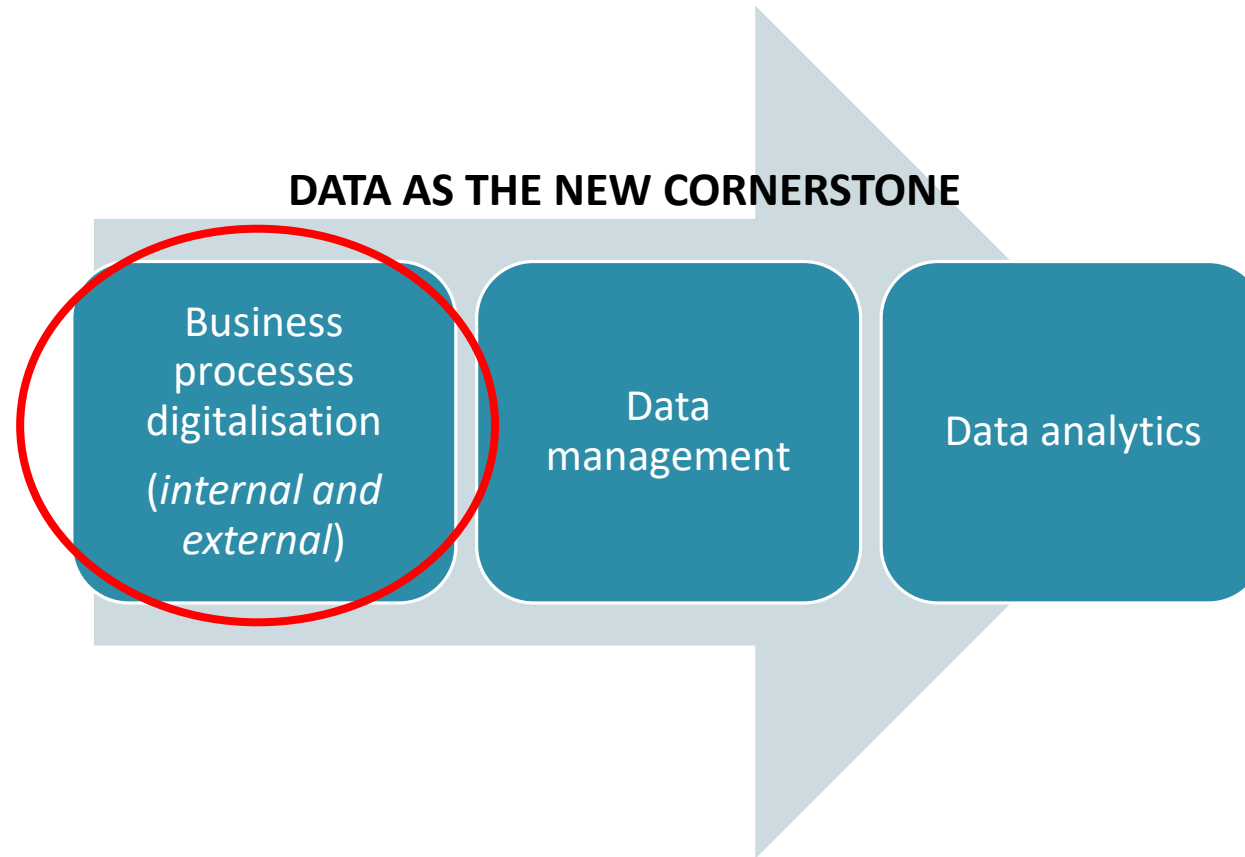 DATA AS THE NEW CORNERSTONE
Business
processes
digitalisation
(internal and
external)
Data
management
Data analytics